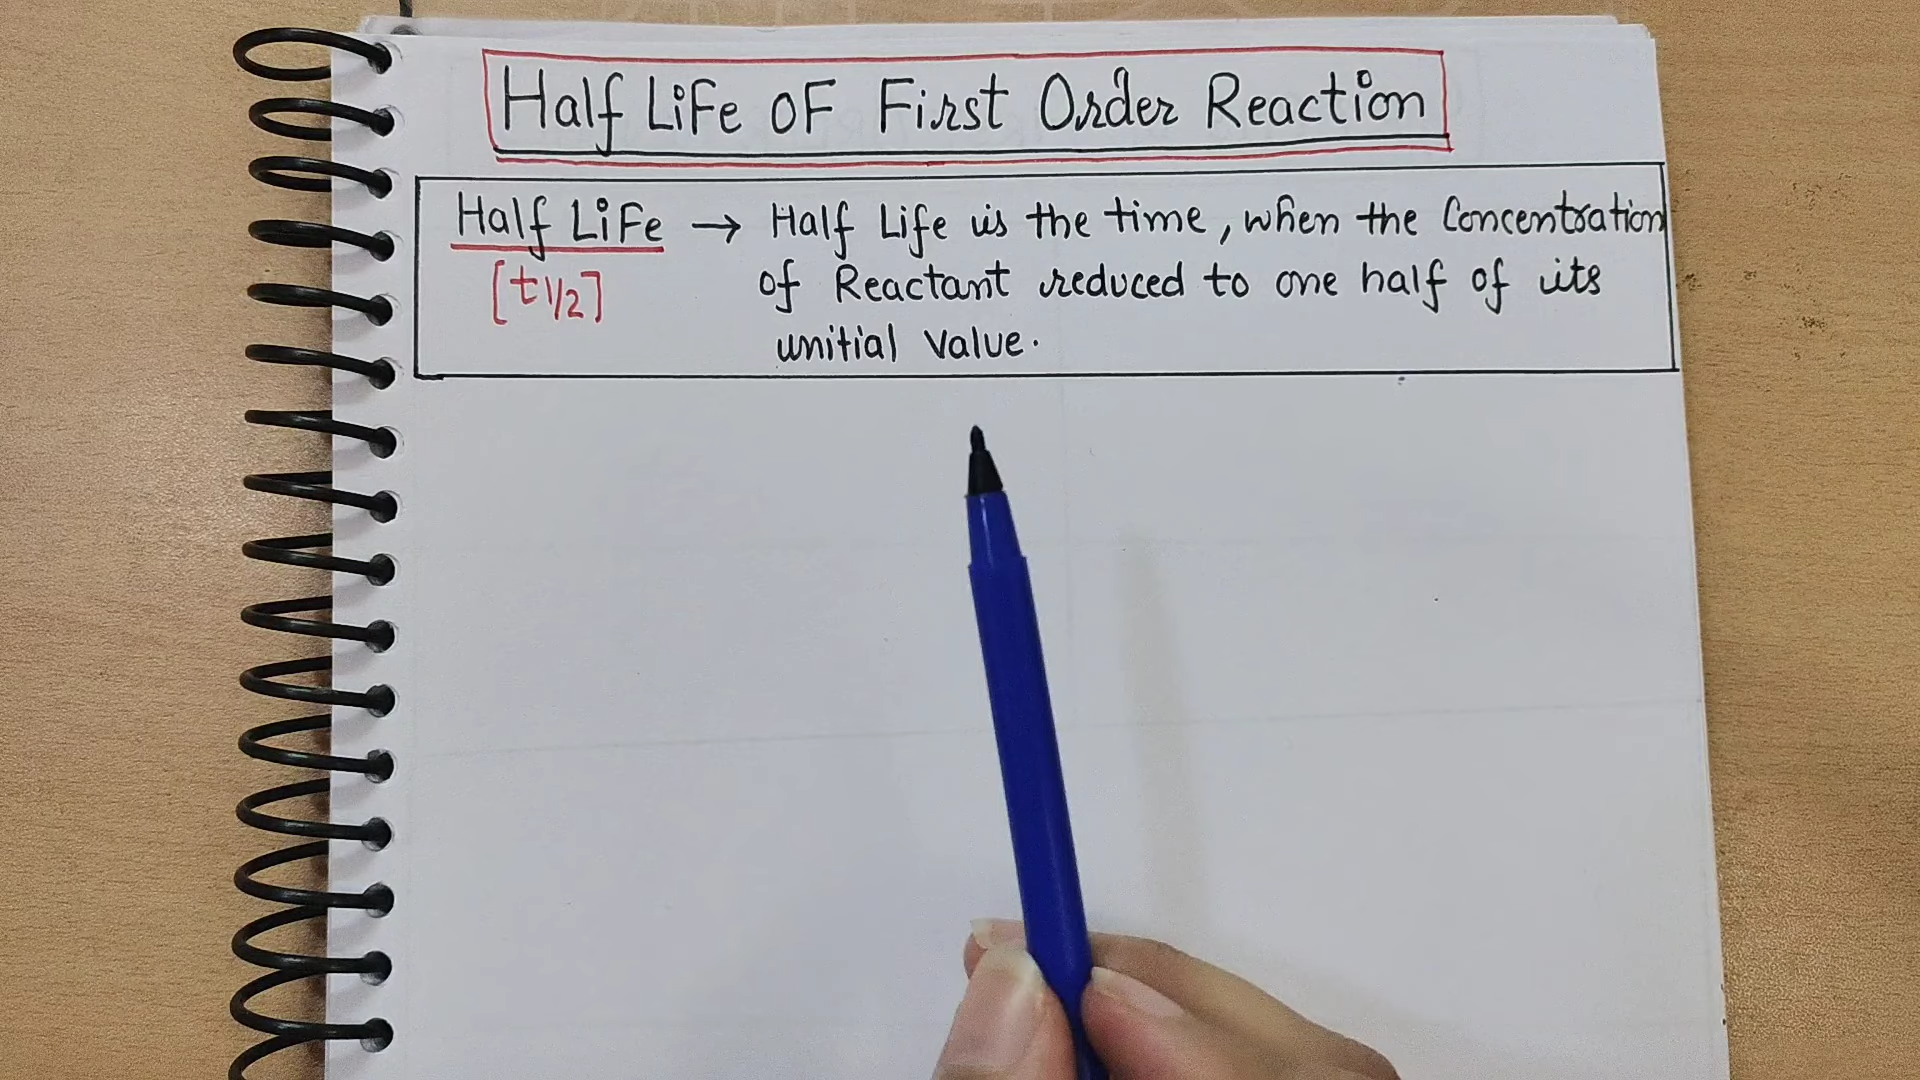 Half LiFe OF First Order Reaction
Half LiFe → Half Life is the time, when the Concentration
[t1/2] of Reactant reduced to one half of its
initial value.